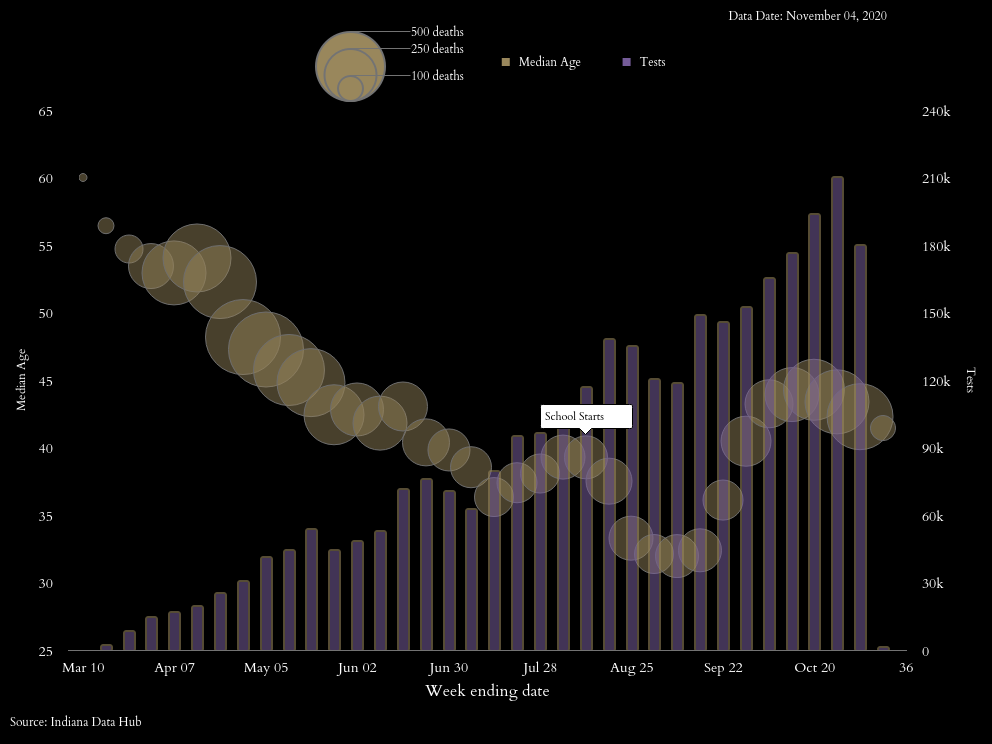 Data Date: November 04, 2020
500 deaths
250 deaths
100 deaths
Median Age
Tests
65
60
55
50
45
40
35
30
25
Median Age
240k
210k
180k
150k
120k
90k
60k
30k
0
Tests
School Starts
Mar 10 Apr 07 May 05 Jun 02 Jun 30 Jul 28 Aug 25 Sep 22 Oct 20 36
Week ending date
Source: Indiana Data Hub